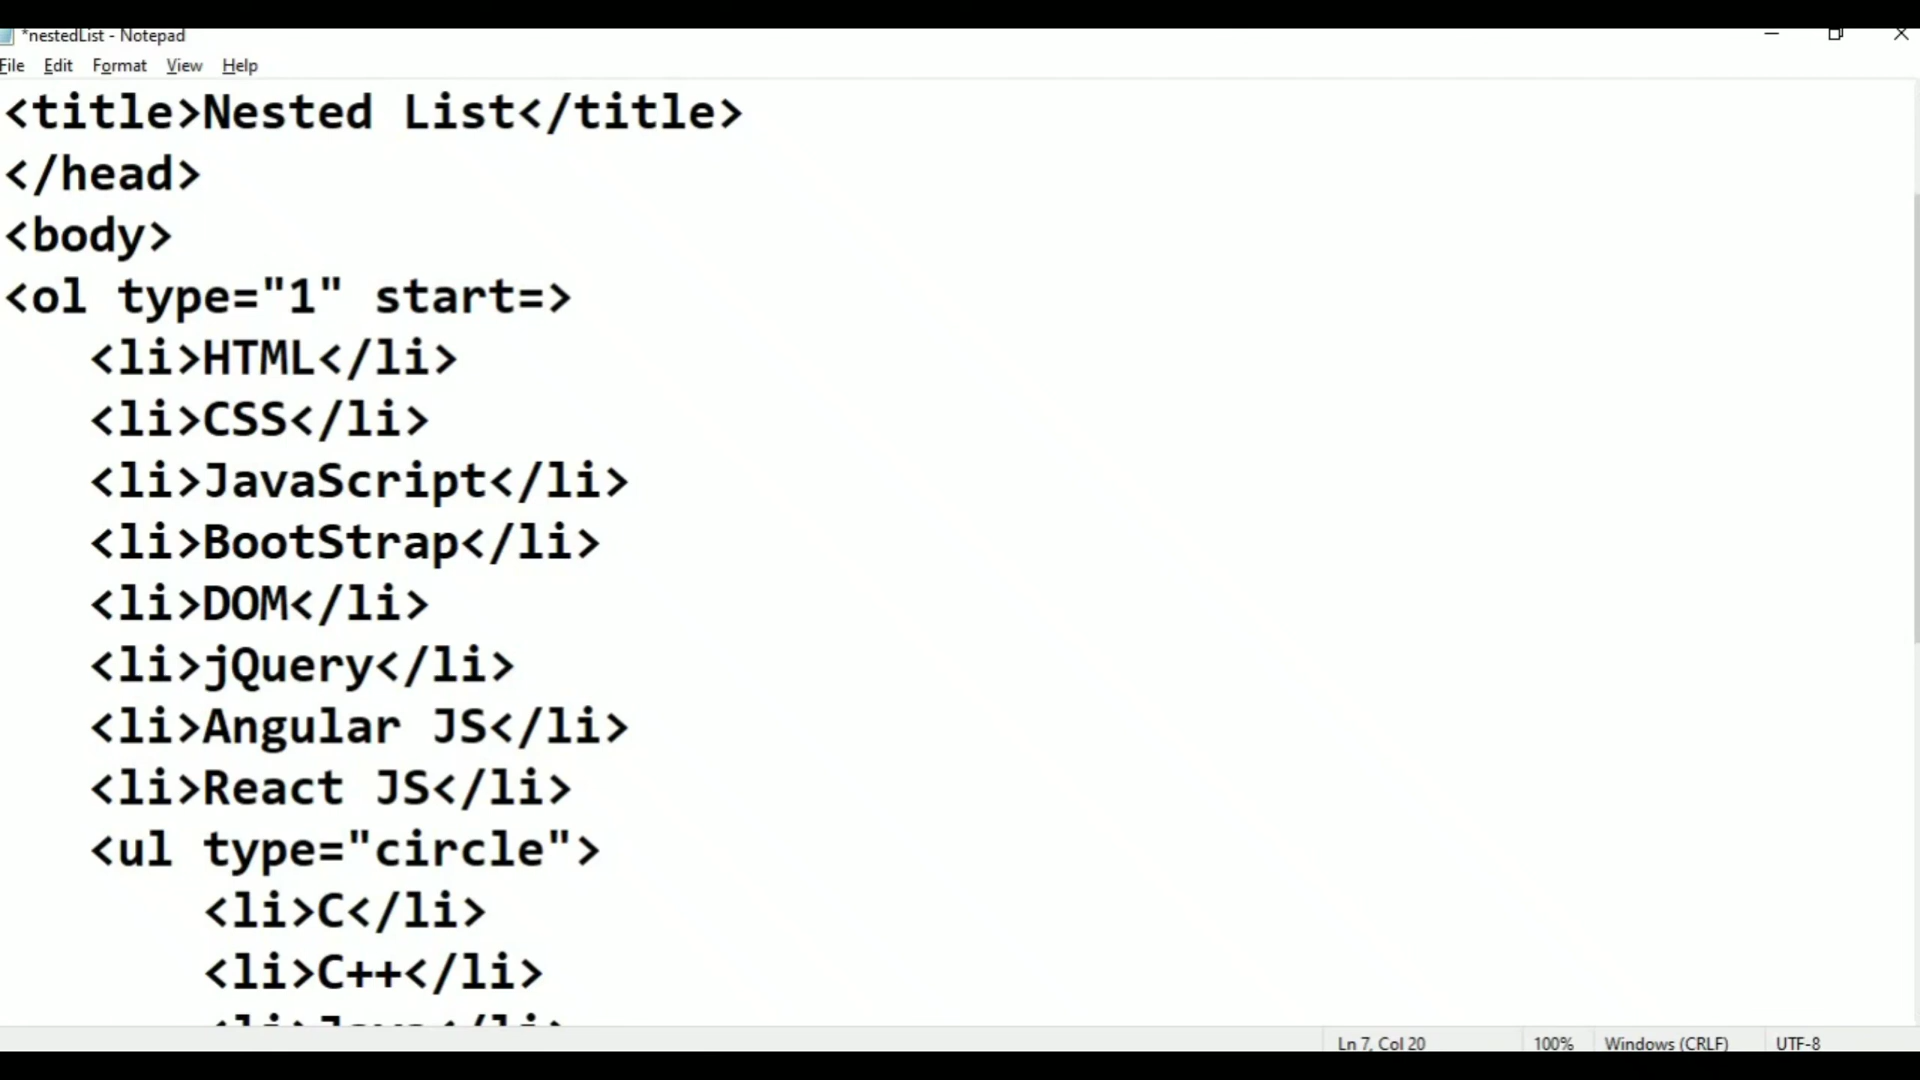 *nestedList - Notepad
File Edit Format View Help
<title>Nested List</title>
</head>
<body>
<ol type="1" start=>
<li>HTML</li>
<li>CSS</li>
<li>JavaScript</li>
<li>BootStrap</li>
<li>DOM</li>
<li>jQuery</li>
<li>Angular JS</li>
<li>React JS</li>
<ul type="circle">
<li>C</li>
<li>C++</li>
<li>Java</li>
Ln 7, Col 20 100% Windows (CRLF) UTF-8